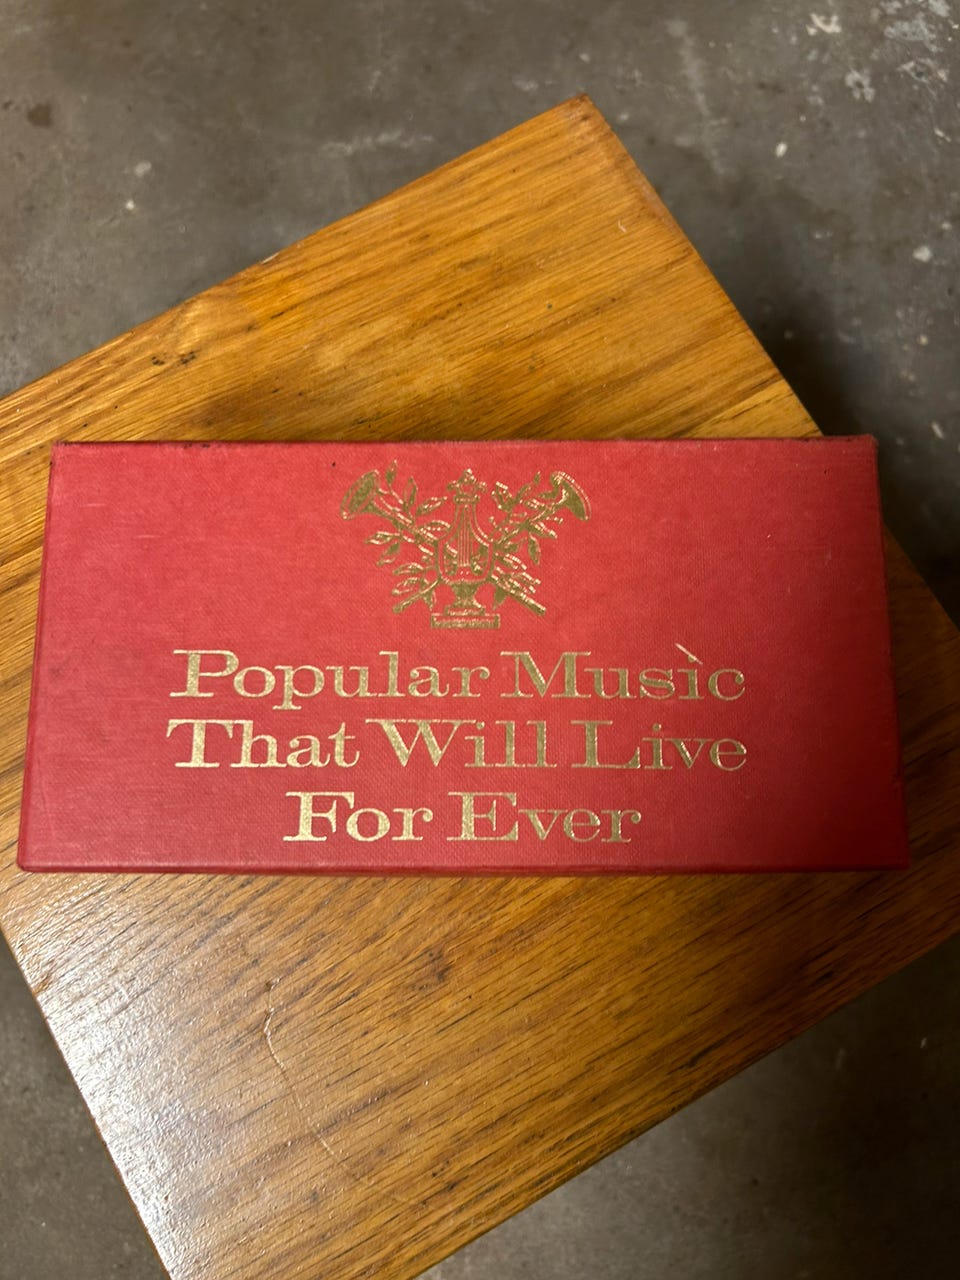 Popular Music
That Will Live
For Ever